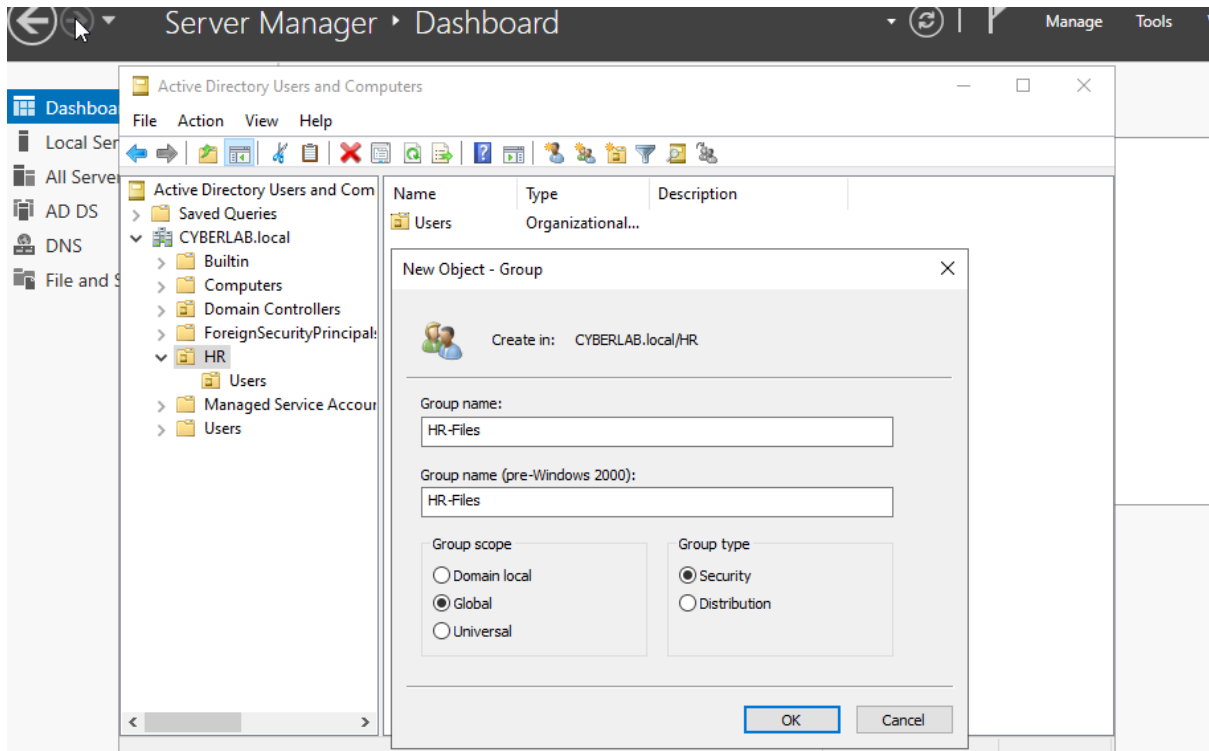 Server Manager ‣ Dashboard
Manage Tools
Active Directory Users and Computers
File Action View Help
Dashboa
Local Ser
All Server
AD DS
DNS
File and S
Active Directory Users and Com
Saved Queries
CYBERLAB.local
Builtin
Computers
Domain Controllers
ForeignSecurityPrincipals
HR
Users
Managed Service Accour
Users
Name Type Description
Users Organizational...
New Object - Group
Create in: CYBERLAB.local/HR
Group name:
HR-Files
Group name (pre-Windows 2000):
HR-Files
Group scope
Domain local
Global
Universal
Group type
Security
Distribution
OK Cancel